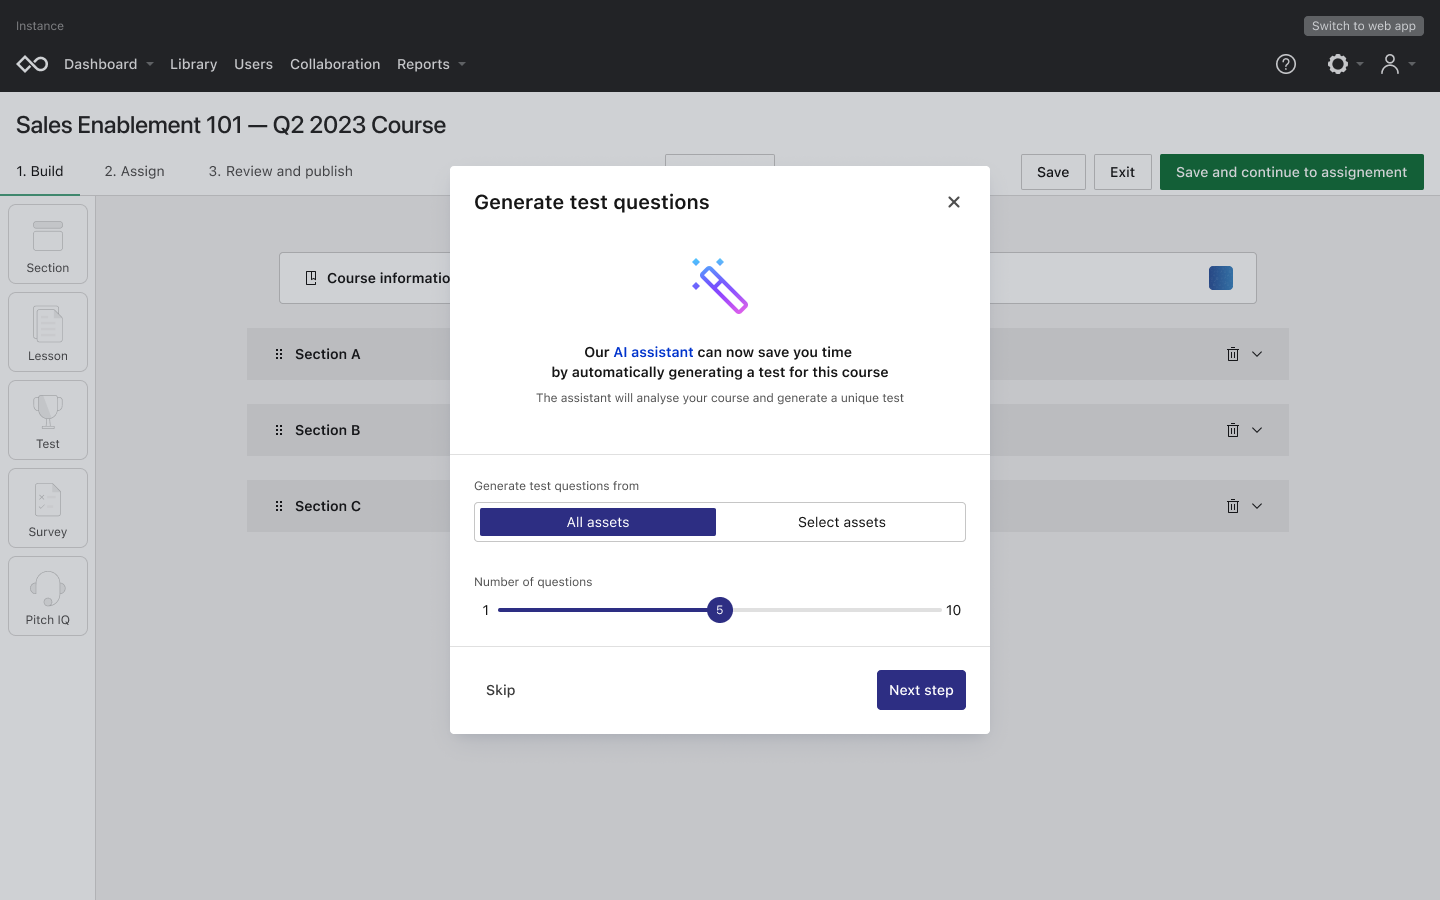 Instance
Switch to web app
Dashboard Library Users Collaboration Reports
Sales Enablement 101 — Q2 2023 Course
1. Build 2. Assign 3. Review and publish
Save Exit Save and continue to assignement
Section
Lesson
Test
Survey
Pitch IQ
Course informatio
Section A
Section B
Section C
Generate test questions
Our AI assistant can now save you time
by automatically generating a test for this course
The assistant will analyse your course and generate a unique test
Generate test questions from
All assets Select assets
Number of questions
1 5 10
Skip Next step